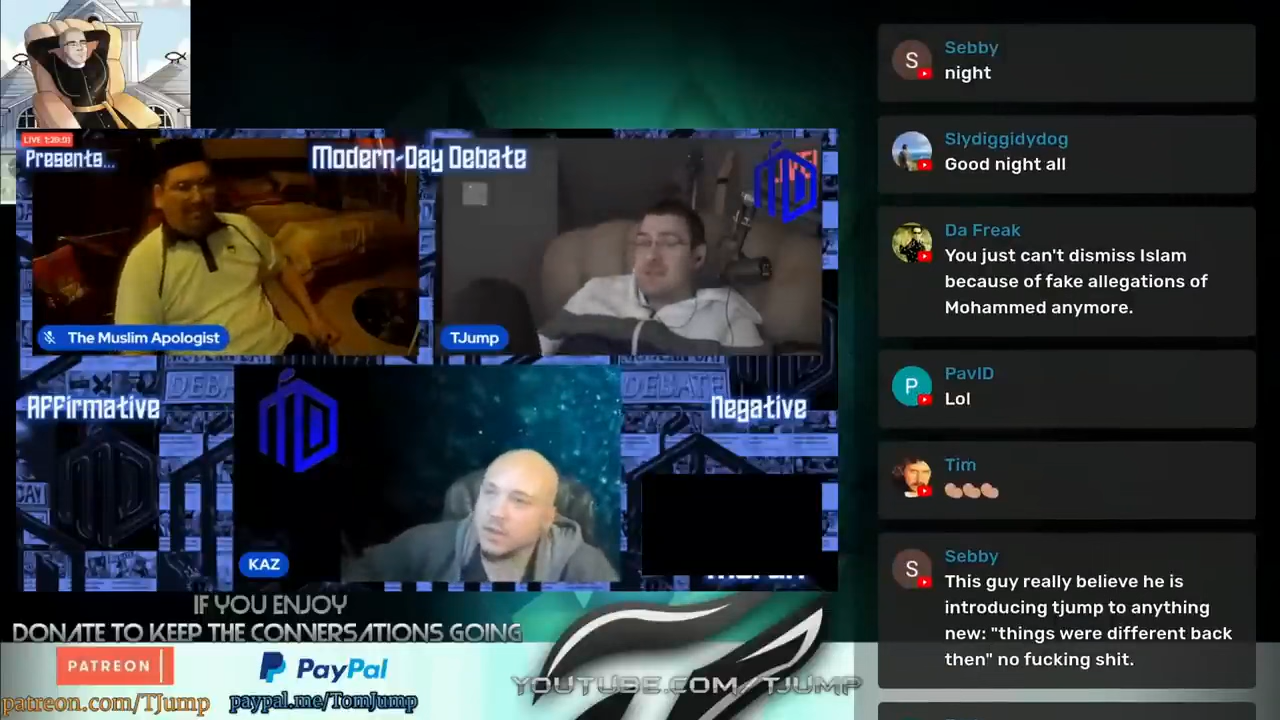 LIVE 1:20:01
Presents...
Modern-Day Debate
The Muslim Apologist
TJump
Affirmative
DEBATE
DEBATE
Negative
KAZ
IF YOU ENJOY
DONATE TO KEEP THE CONVERSATIONS GOING
PATREON
PayPal
patreon.com/TJump
paypal.me/TomJump
YOUTUBE.COM/TJUMP
S
Sebby
night
Slydiggidydog
Good night all
Da Freak
You just can't dismiss Islam
because of fake allegations of
Mohammed anymore.
P
PavID
Lol
Tim
S
Sebby
This guy really believe he is
introducing tjump to anything
new: "things were different back
then" no fucking shit.